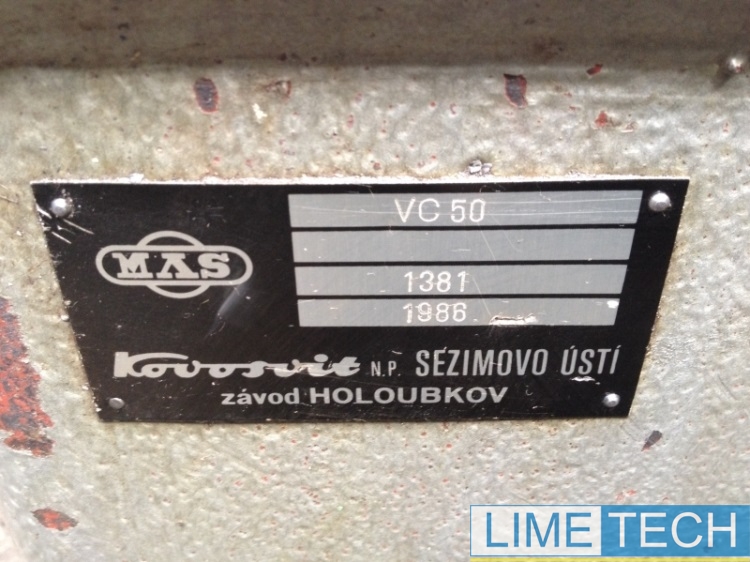 VC 50
MAS
1381
1986
Kovosvit N.P. SEZIMOVO ÚSTÍ
závod HOLOUBKOV
LIMETECH